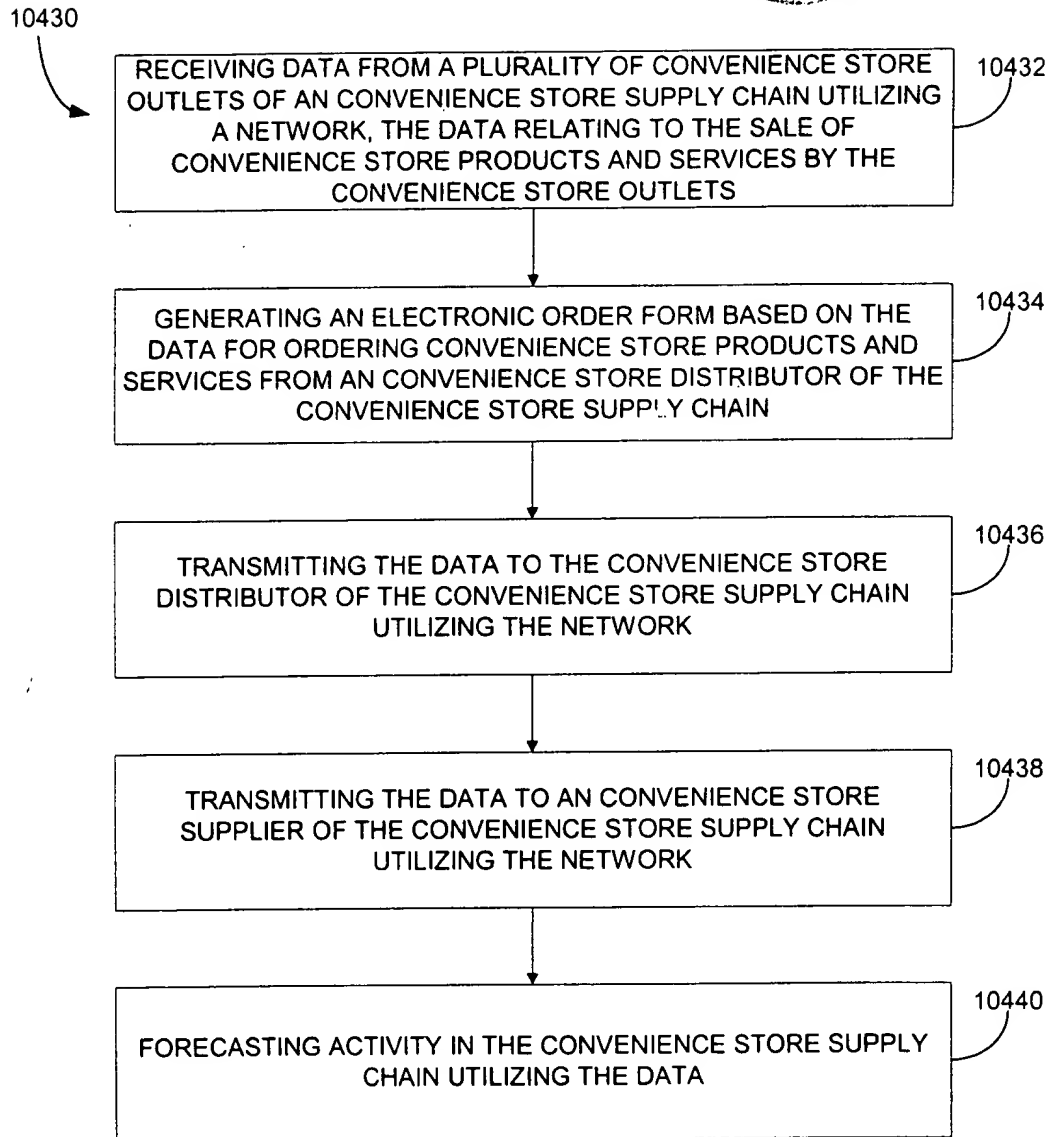 10430
RECEIVING DATA FROM A PLURALITY OF CONVENIENCE STORE
OUTLETS OF AN CONVENIENCE STORE SUPPLY CHAIN UTILIZING
A NETWORK, THE DATA RELATING TO THE SALE OF
CONVENIENCE STORE PRODUCTS AND SERVICES BY THE
CONVENIENCE STORE OUTLETS
10432
GENERATING AN ELECTRONIC ORDER FORM BASED ON THE
DATA FOR ORDERING CONVENIENCE STORE PRODUCTS AND
SERVICES FROM AN CONVENIENCE STORE DISTRIBUTOR OF THE
CONVENIENCE STORE SUPPLY CHAIN
10434
TRANSMITTING THE DATA TO THE CONVENIENCE STORE
DISTRIBUTOR OF THE CONVENIENCE STORE SUPPLY CHAIN
UTILIZING THE NETWORK
10436
TRANSMITTING THE DATA TO AN CONVENIENCE STORE
SUPPLIER OF THE CONVENIENCE STORE SUPPLY CHAIN
UTILIZING THE NETWORK
10438
FORECASTING ACTIVITY IN THE CONVENIENCE STORE SUPPLY
CHAIN UTILIZING THE DATA
10440